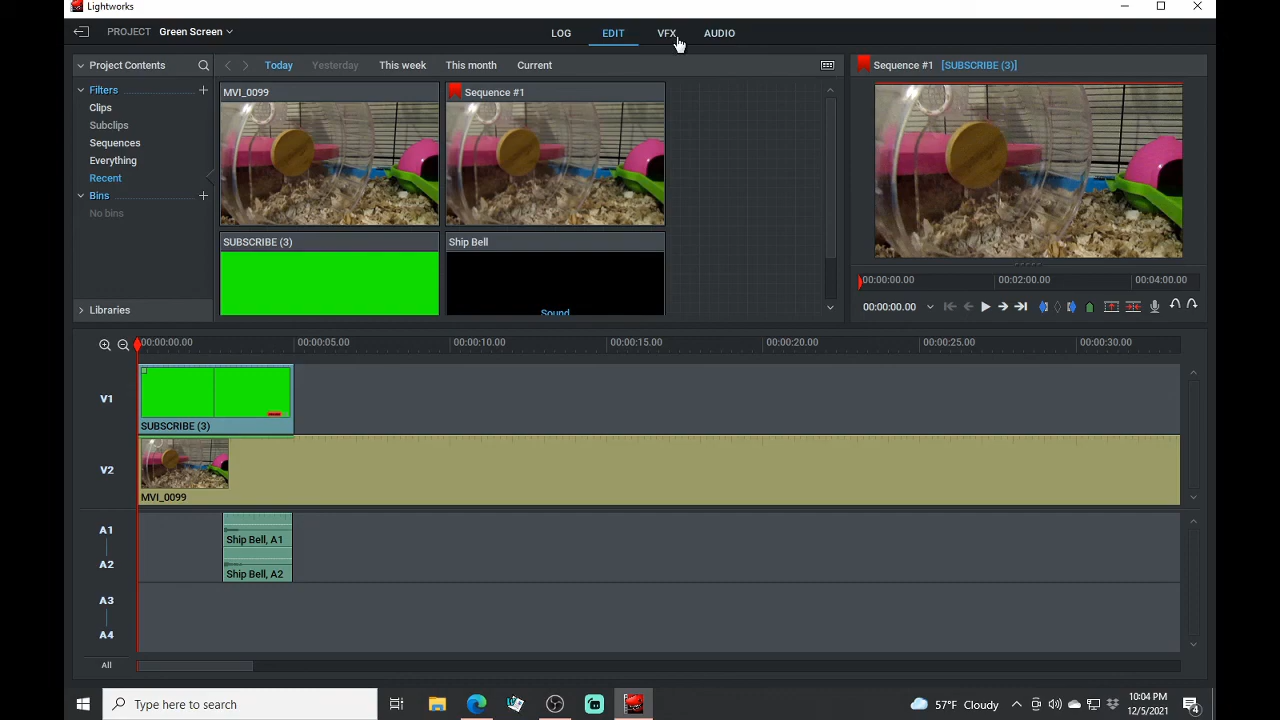 Lightworks
PROJECT Green Screen
LOG EDIT VFX AUDIO
Project Contents
Today Yesterday This week This month Current
Sequence #1 [SUBSCRIBE (3)]
Filters
Clips
Subclips
Sequences
Everything
Recent
Bins
No bins
Libraries
MVI_0099
Sequence #1
SUBSCRIBE (3)
Ship Bell
Sound
00:00:00.00 00:02:00.00 00:04:00.00
00:00:00.00
00:00:00.00 00:00:05.00 00:00:10.00 00:00:15.00 00:00:20.00 00:00:25.00 00:00:30.00
V1
SUBSCRIBE (3)
V2
MVI_0099
A1
Ship Bell, A1
A2
Ship Bell, A2
A3
A4
All
Type here to search
57°F Cloudy
10:04 PM
12/5/2021
4